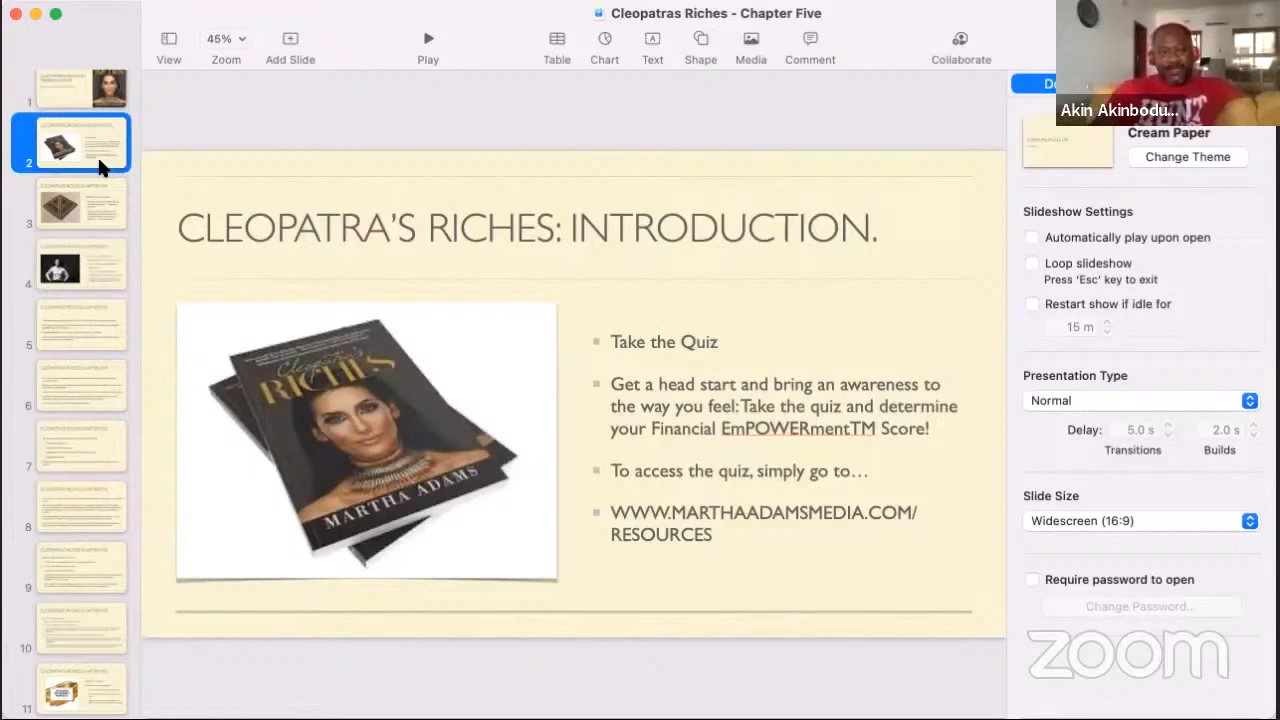 Cleopatras Riches - Chapter Five
45%
View
Zoom
Add Slide
Play
Table
Chart
Text
Shape
Media
Comment
Collaborate
Akin Akinbodu...
1
2
3
4
5
6
7
8
9
10
11
CLEOPATRA'S RICHES: INTRODUCTION.
Cleopatra's
RICHES
MARTHA ADAMS
Take the Quiz
Get a head start and bring an awareness to
the way you feel: Take the quiz and determine
your Financial EmPOWERmentTM Score!
To access the quiz, simply go to…
WWW.MARTHAADAMSMEDIA.COM/
RESOURCES
Cream Paper
Change Theme
Slideshow Settings
Automatically play upon open
Loop slideshow
Press 'Esc' key to exit
Restart show if idle for
15 m
Presentation Type
Normal
Delay:
5.0 s
2.0 s
Transitions
Builds
Slide Size
Widescreen (16:9)
Require password to open
Change Password...
zoom